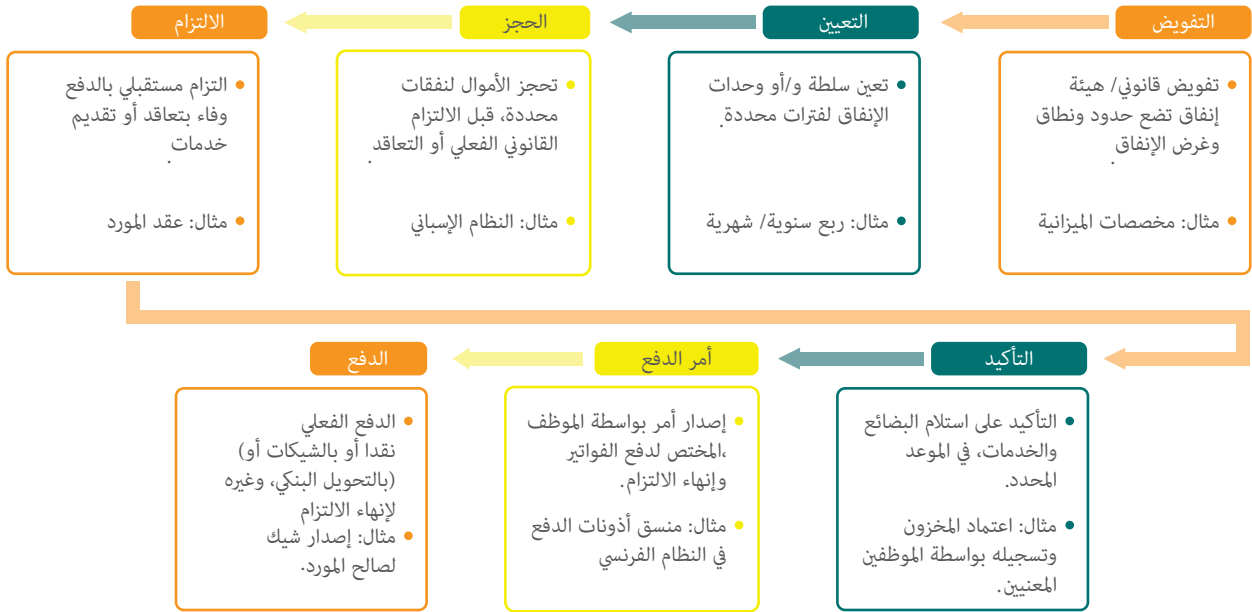 التفويض
تفويض قانوني/ هيئة
إنفاق تضع حدود ونطاق
وغرض الإنفاق
.
مثال: مخصصات الميزانية
التعيين
تعين سلطة و/أو وحدات
الإنفاق لفترات محددة.
مثال: ربع سنوية/ شهرية
الحجز
تحجز الأموال لنفقات
محددة، قبل الالتزام
القانوني الفعلي أو التعاقد
.
مثال: النظام الإسباني
الالتزام
التزام مستقبلي بالدفع
وفاء بتعاقد أو تقديم
خدمات
.
مثال: عقد المورد
التأكيد
التأكيد على استلام البضائع
والخدمات، في الموعد
المحدد.
مثال: اعتماد المخزون
وتسجيله بواسطة الموظفين
المعنيين.
أمر الدفع
إصدار أمر بواسطة الموظف
،المختص لدفع الفواتير
وإنهاء الالتزام.
مثال: منسق أذونات الدفع
في النظام الفرنسي
الدفع
الدفع الفعلي
نقدا أو بالشيكات أو)
(بالتحويل البنكي، وغيره
لإنهاء الالتزام
مثال: إصدار شيك
لصالح المورد.